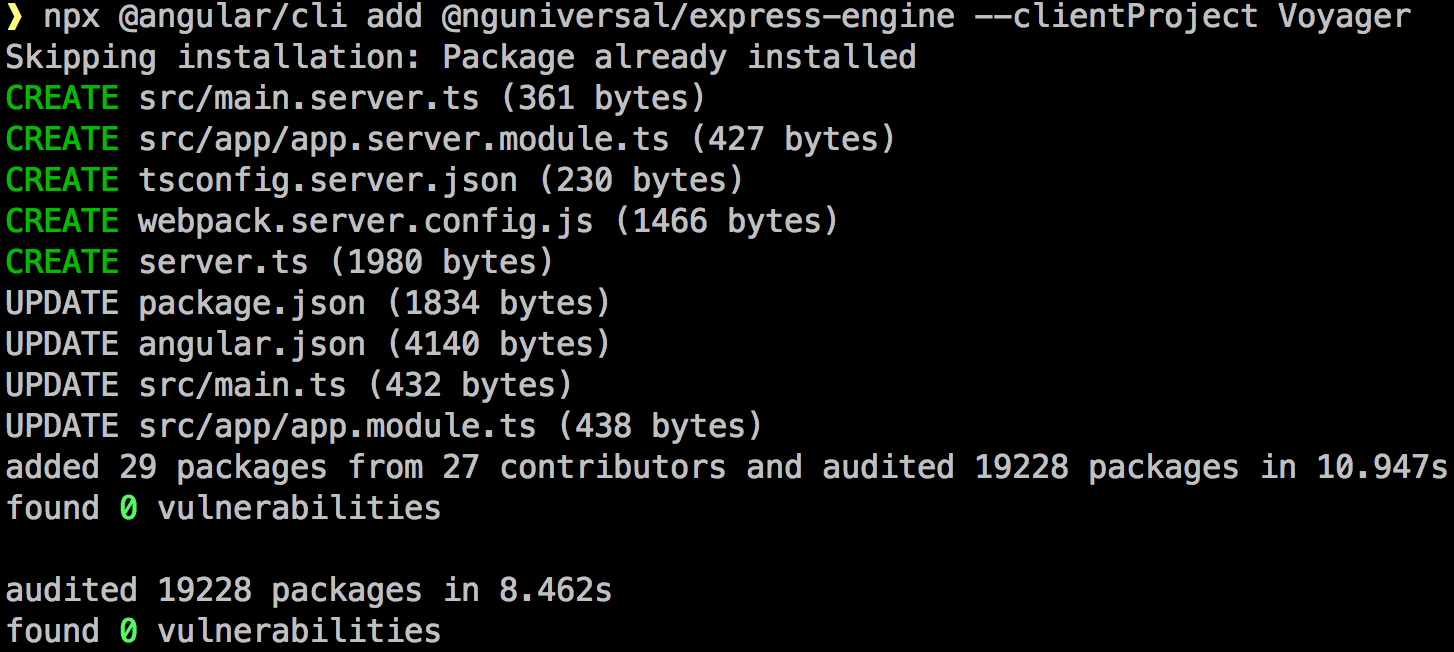 ❯ npx @angular/cli add @nguniversal/express-engine --clientProject Voyager
Skipping installation: Package already installed
CREATE src/main.server.ts (361 bytes)
CREATE src/app/app.server.module.ts (427 bytes)
CREATE tsconfig.server.json (230 bytes)
CREATE webpack.server.config.js (1466 bytes)
CREATE server.ts (1980 bytes)
UPDATE package.json (1834 bytes)
UPDATE angular.json (4140 bytes)
UPDATE src/main.ts (432 bytes)
UPDATE src/app/app.module.ts (438 bytes)
added 29 packages from 27 contributors and audited 19228 packages in 10.947s
found 0 vulnerabilities
audited 19228 packages in 8.462s
found 0 vulnerabilities